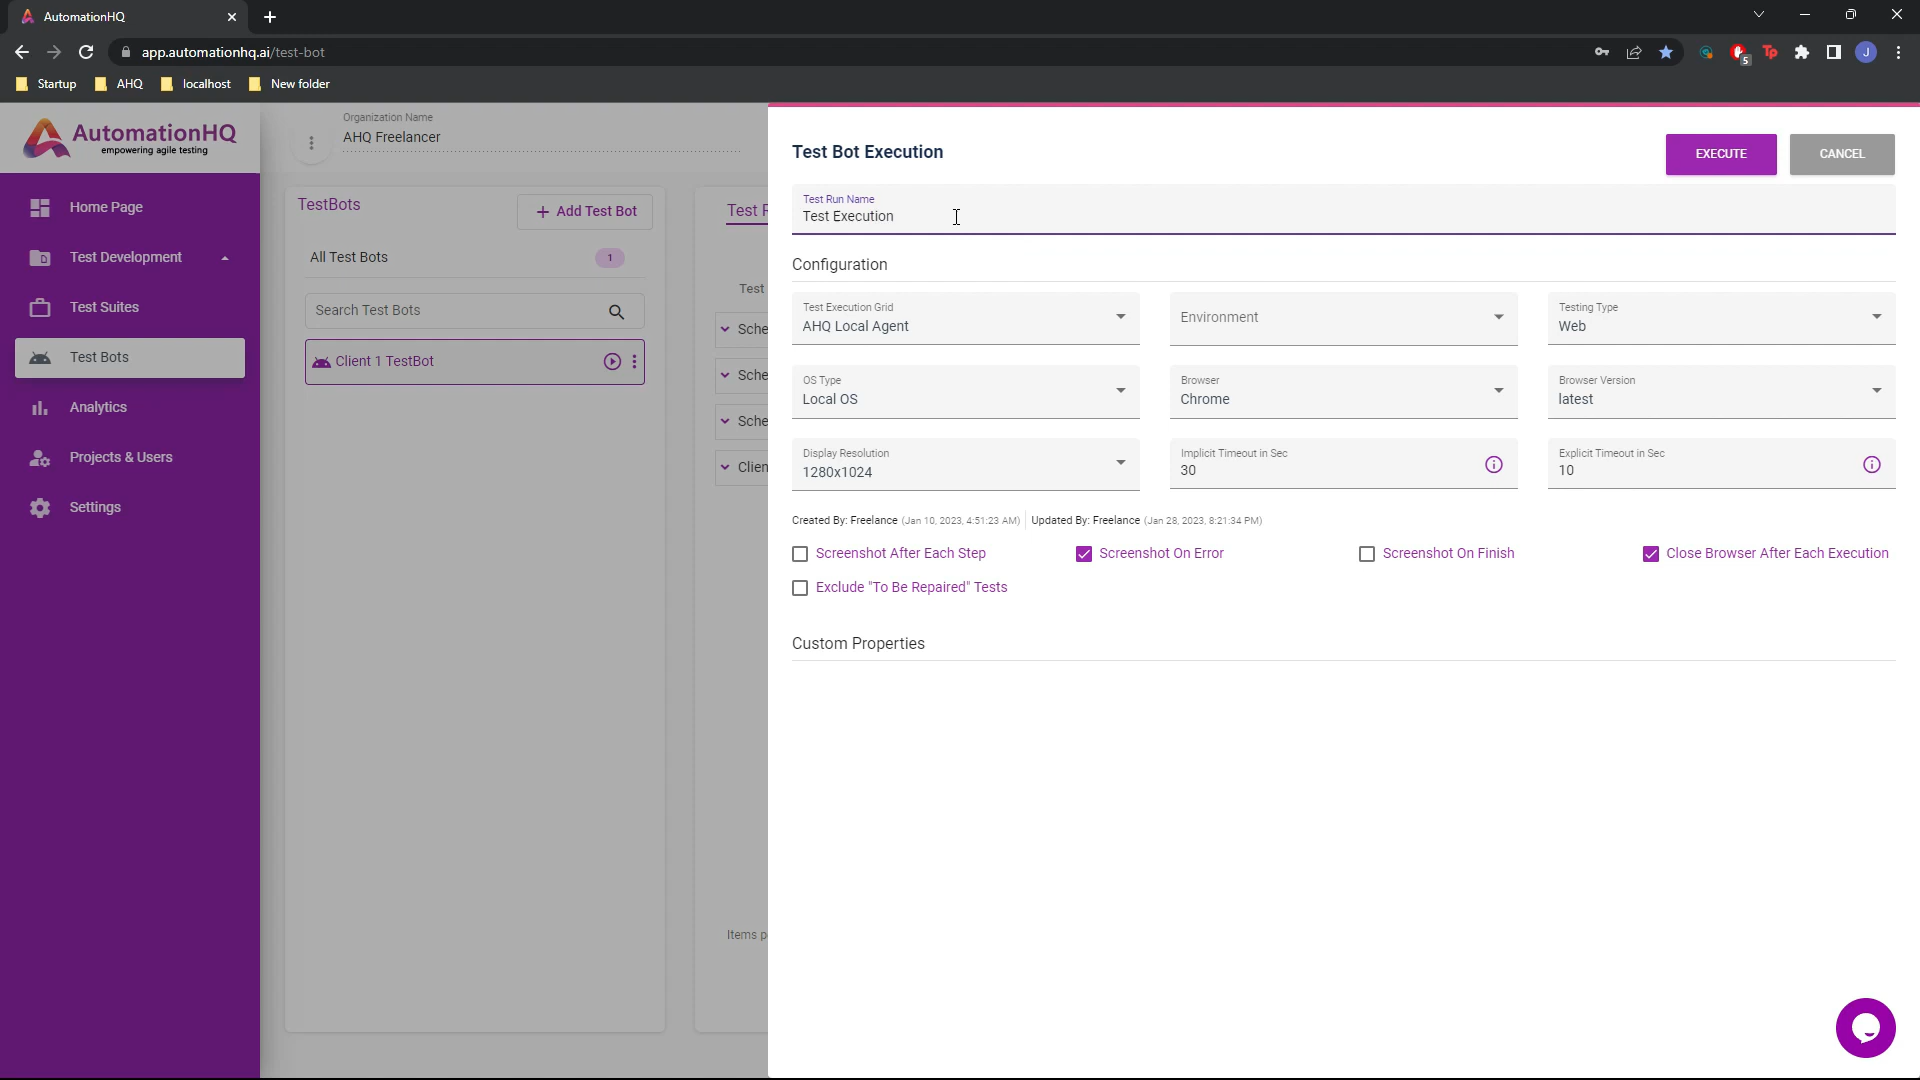 AutomationHQ
app.automationhq.ai/test-bot
5
Tp
J
Startup
AHQ
localhost
New folder
AutomationHQ
empowering agile testing
Organization Name
AHQ Freelancer
Home Page
Test Development
Test Suites
Test Bots
Analytics
Projects & Users
Settings
TestBots
+ Add Test Bot
All Test Bots
1
Search Test Bots
Client 1 TestBot
Test
Test
Sche
Sche
Sche
Clien
Items p
Test Bot Execution
EXECUTE
CANCEL
Test Run Name
Test Execution
Configuration
Test Execution Grid
AHQ Local Agent
Environment
Testing Type
Web
OS Type
Local OS
Browser
Chrome
Browser Version
latest
Display Resolution
1280x1024
Implicit Timeout in Sec
30
Explicit Timeout in Sec
10
Created By: Freelance (Jan 10, 2023, 4:51:23 AM) Updated By: Freelance (Jan 28, 2023, 8:21:34 PM)
Screenshot After Each Step
Screenshot On Error
Screenshot On Finish
Close Browser After Each Execution
Exclude "To Be Repaired" Tests
Custom Properties